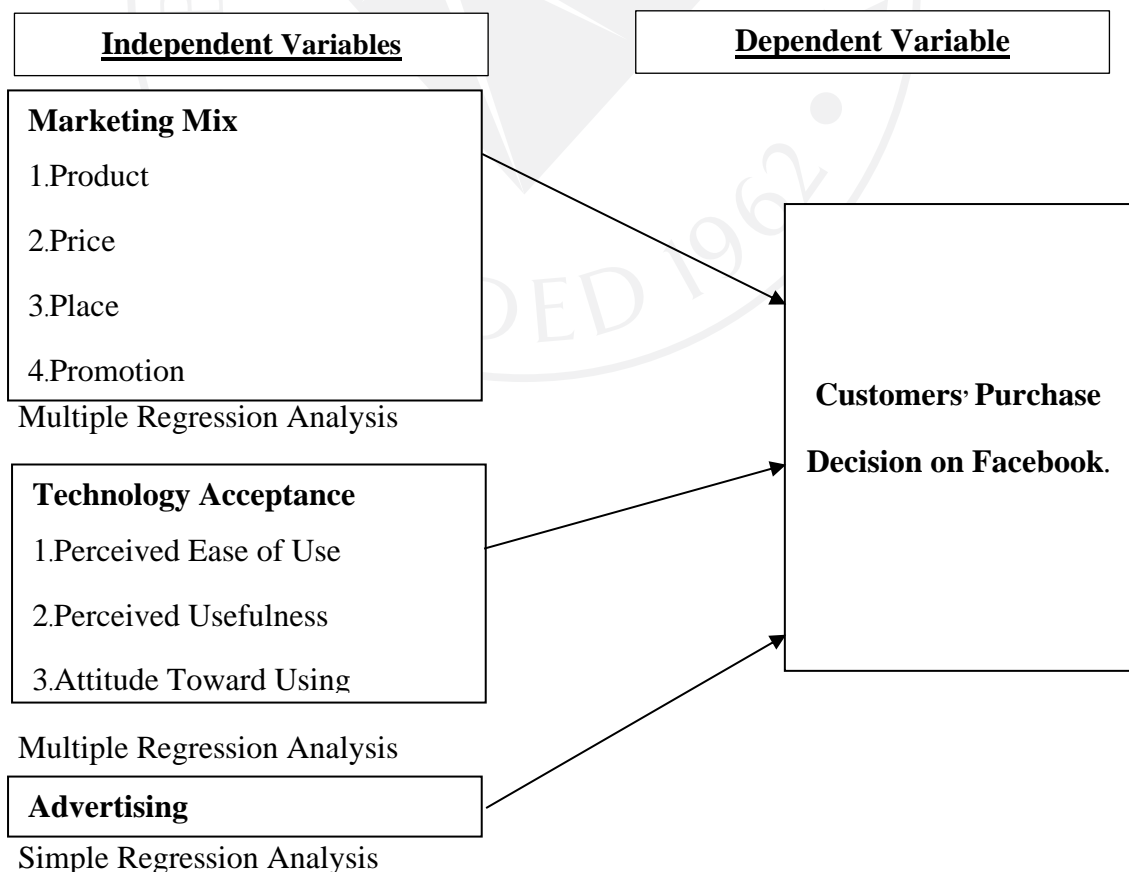 Independent Variables
Dependent Variable
Marketing Mix
1.Product
2.Price
3.Place
4.Promotion
Multiple Regression Analysis
Technology Acceptance
1.Perceived Ease of Use
2.Perceived Usefulness
3.Attitude Toward Using
Multiple Regression Analysis
Advertising
Simple Regression Analysis
Customers’ Purchase
Decision on Facebook.
DED 1962